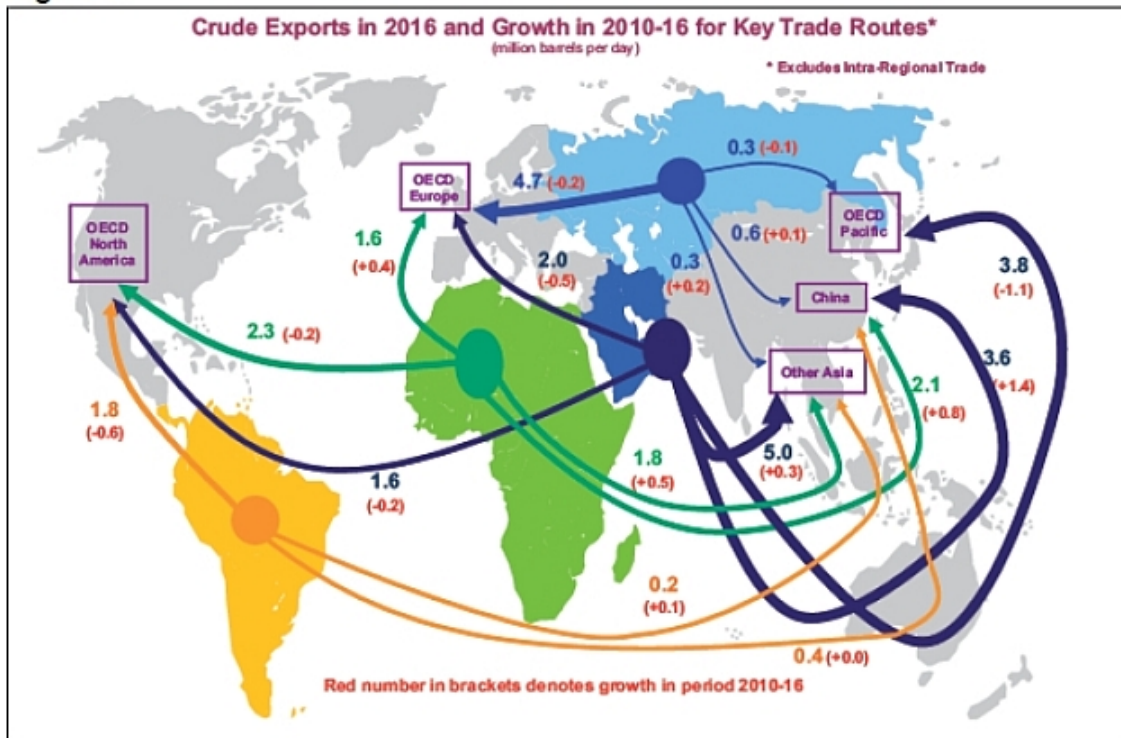 Crude Exports in 2016 and Growth in 2010-16 for Key Trade Routes*
(million barrels per day)
* Excludes Intra-Regional Trade
0.3 (-0.1)
OECD
Europe
4.7 (-0.2)
OECD
North
America
OECD
Pacific
1.6
(+0.4)
2.0
(-0.5)
0.3
(+0.2)
0.6 (+0.1)
3.8
(-1.1)
China
2.3 (-0.2)
Other Asia
3.6
(+1.4)
2.1
(+0.8)
1.8
(-0.6)
1.6
(-0.2)
1.8
(+0.5)
5.0
(+0.3)
0.2
(+0.1)
0.4 (+0.0)
Red number in brackets denotes growth in period 2010-16